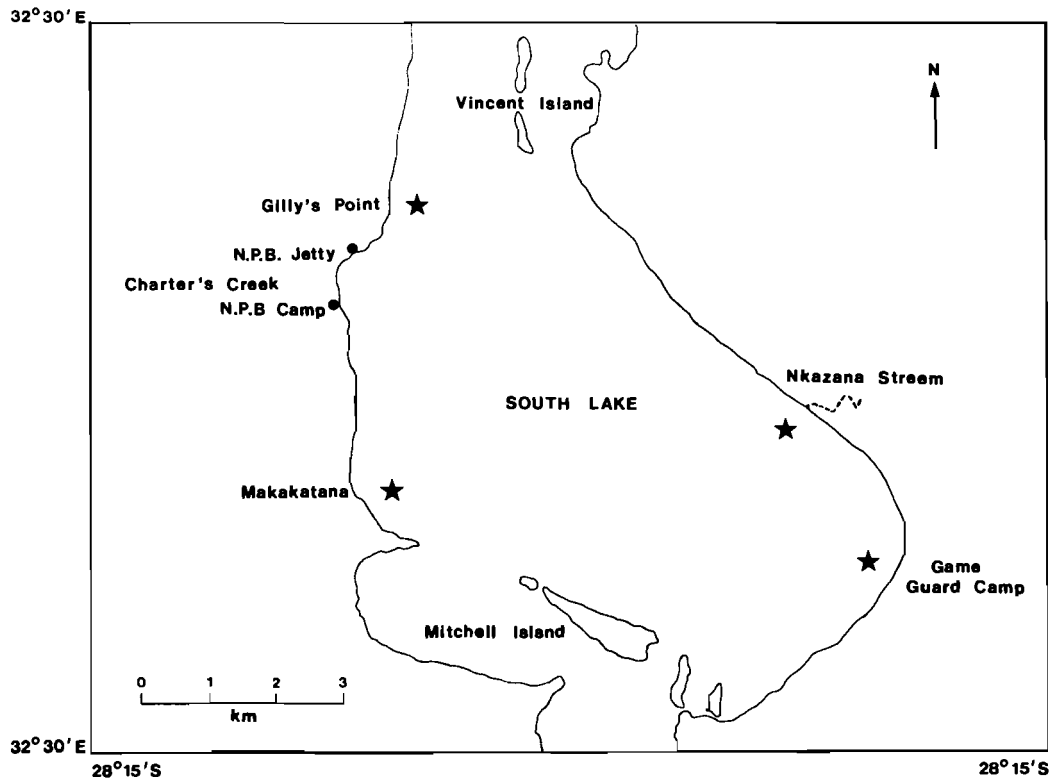 32°30'E
N
Vincent Island
Gilly's Point
N.P.B. Jetty
Charter's Creek
N.P.B Camp
Nkazana Streem
SOUTH LAKE
Makakatana
Game
Guard Camp
Mitchell Island
0 1 2 3
km
32°30'E
28°15'S 28°15'S